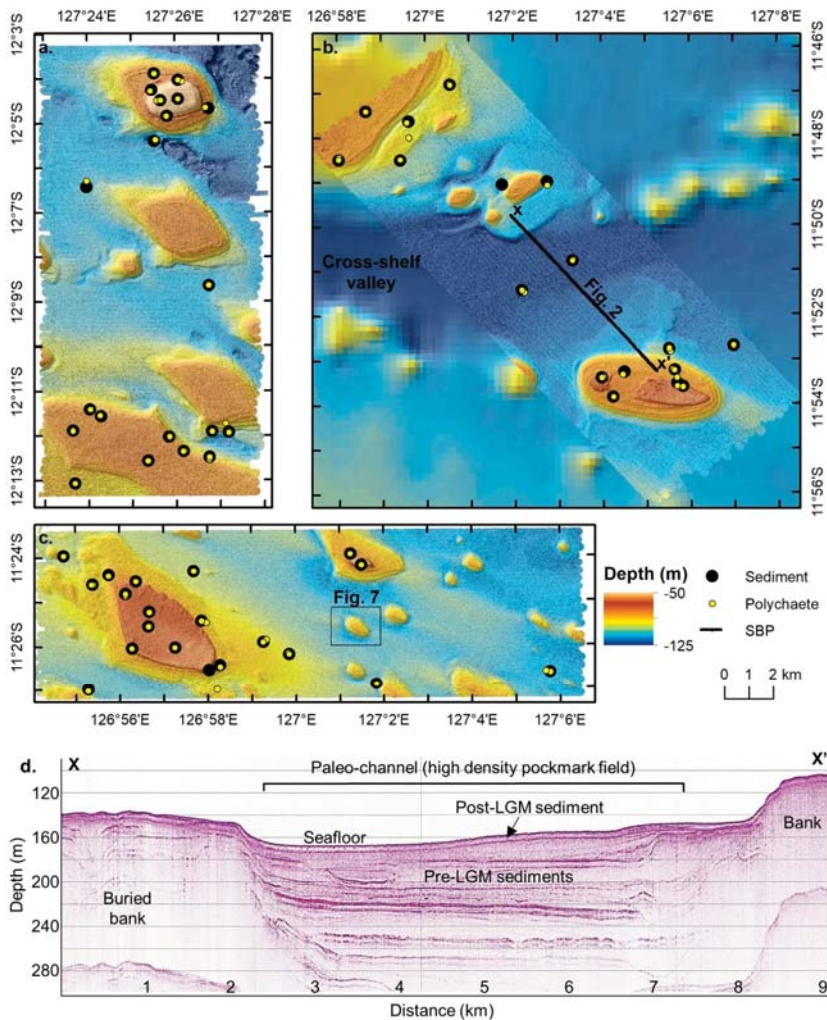 126°58'E 127°0'E 127°2'E 127°4'E 127°6'E 127°8'E
127°24'E 127°26'E
a.
b.
12°3'S
12°5'S
12°7'S
12°9'S
12°11'S
12°13'S
11°46'S
11°48'S
11°50'S
11°52'S
11°54'S
11°56'S
X
Cross-shelf
valley
Fig. 2
X'
c.
11°24'S
11°26'S
Fig. 7
126°56'E 126°58'E 127°0'E 127°2'E 127°4'E 127°6'E
Depth (m)
-50
-125
Sediment
Polychaete
SBP
0 1 2 km
d.
X
X'
Paleo-channel (high density pockmark field)
Post-LGM sediment
Seafloor
Bank
Pre-LGM sediments
Buried
bank
Depth (m)
120
160
200
240
280
1 2 3 4 5 6 7 8 9
Distance (km)